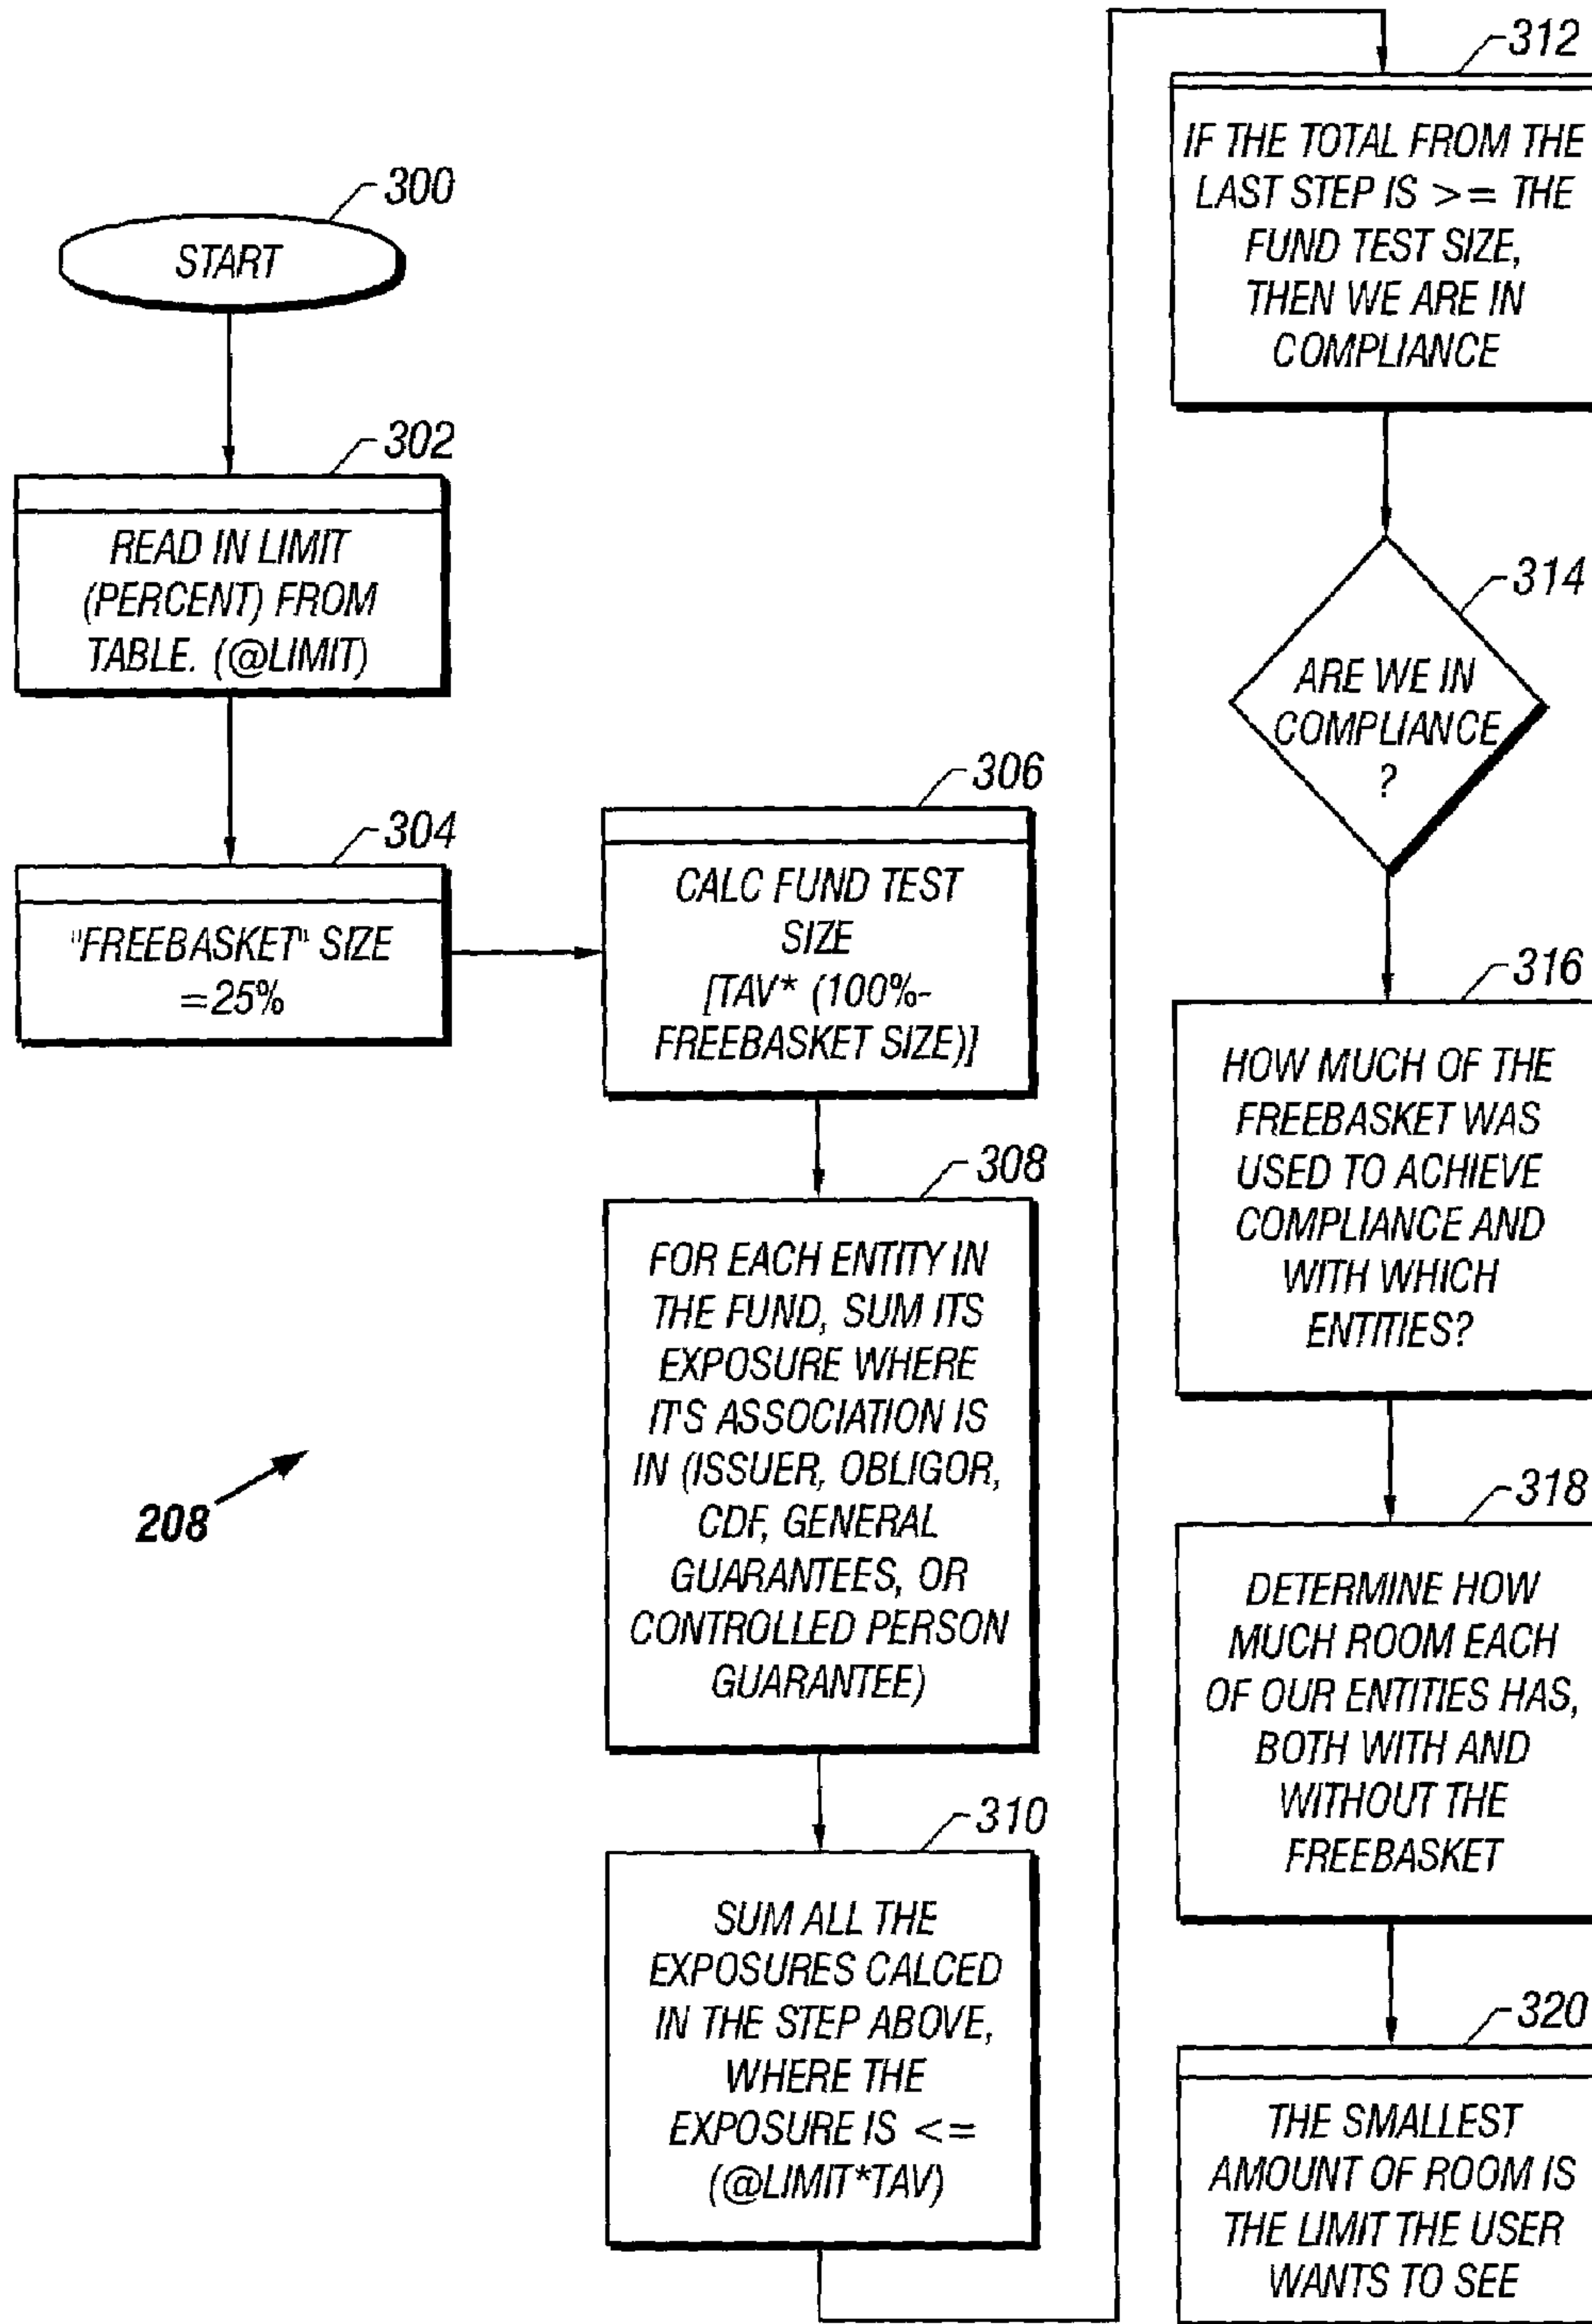 300
START
302
READ IN LIMIT
(PERCENT) FROM
TABLE. (@LIMIT)
304
"FREEBASKET" SIZE
=25%
306
CALC FUND TEST
SIZE
[TAV* (100%-
FREEBASKET SIZE)]
308
FOR EACH ENTITY IN
THE FUND, SUM ITS
EXPOSURE WHERE
IT'S ASSOCIATION IS
IN (ISSUER, OBLIGOR,
CDF, GENERAL
GUARANTEES, OR
CONTROLLED PERSON
GUARANTEE)
208
310
SUM ALL THE
EXPOSURES CALCED
IN THE STEP ABOVE,
WHERE THE
EXPOSURE IS <=
(@LIMIT*TAV)
312
IF THE TOTAL FROM THE
LAST STEP IS >= THE
FUND TEST SIZE,
THEN WE ARE IN
COMPLIANCE
314
ARE WE IN
COMPLIANCE
?
316
HOW MUCH OF THE
FREEBASKET WAS
USED TO ACHIEVE
COMPLIANCE AND
WITH WHICH
ENTITIES?
318
DETERMINE HOW
MUCH ROOM EACH
OF OUR ENTITIES HAS,
BOTH WITH AND
WITHOUT THE
FREEBASKET
320
THE SMALLEST
AMOUNT OF ROOM IS
THE LIMIT THE USER
WANTS TO SEE